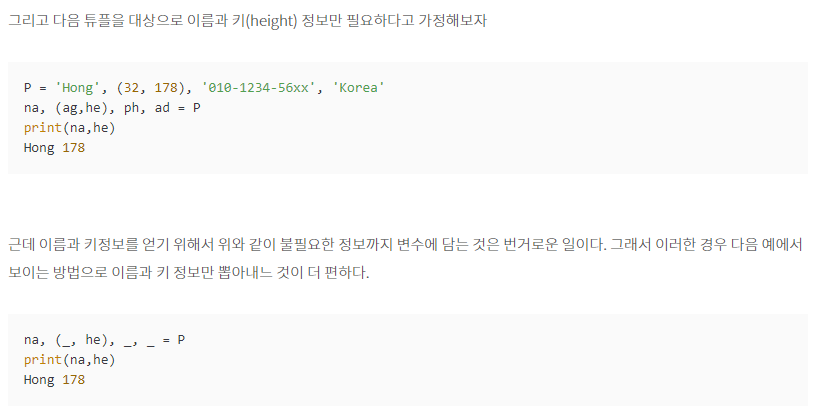 그리고 다음 튜플을 대상으로 이름과 키(height) 정보만 필요하다고 가정해보자
P = 'Hong', (32, 178), '010-1234-56xx', 'Korea'
na, (ag,he), ph, ad = P
print(na,he)
Hong 178
근데 이름과 키정보를 얻기 위해서 위와 같이 불필요한 정보까지 변수에 담는 것은 번거로운 일이다. 그래서 이러한 경우 다음 예에서
보이는 방법으로 이름과 키 정보만 뽑아내느 것이 더 편하다.
na, (_, he), _, _ = P
print(na,he)
Hong 178